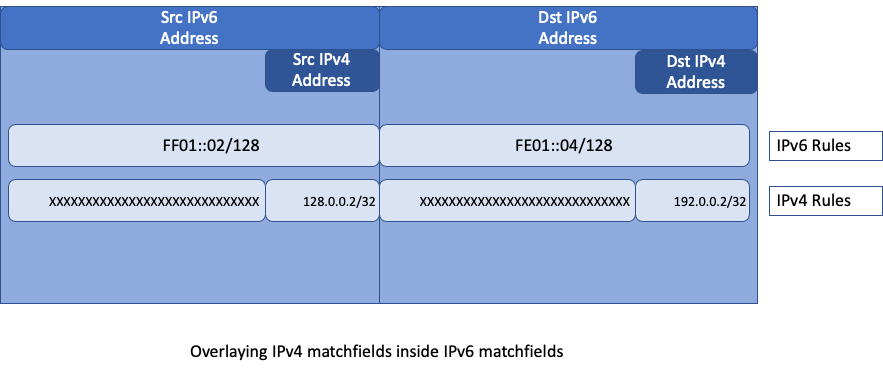 Src IPv6
Address
Dst IPv6
Address
Src IPv4
Address
Dst IPv4
Address
FF01::02/128
FE01::04/128
IPv6 Rules
XXXXXXXXXXXXXXXXXXXXXXXXXXXXX
128.0.0.2/32
XXXXXXXXXXXXXXXXXXXXXXXXXXXXX
192.0.0.2/32
IPv4 Rules
Overlaying IPv4 matchfields inside IPv6 matchfields